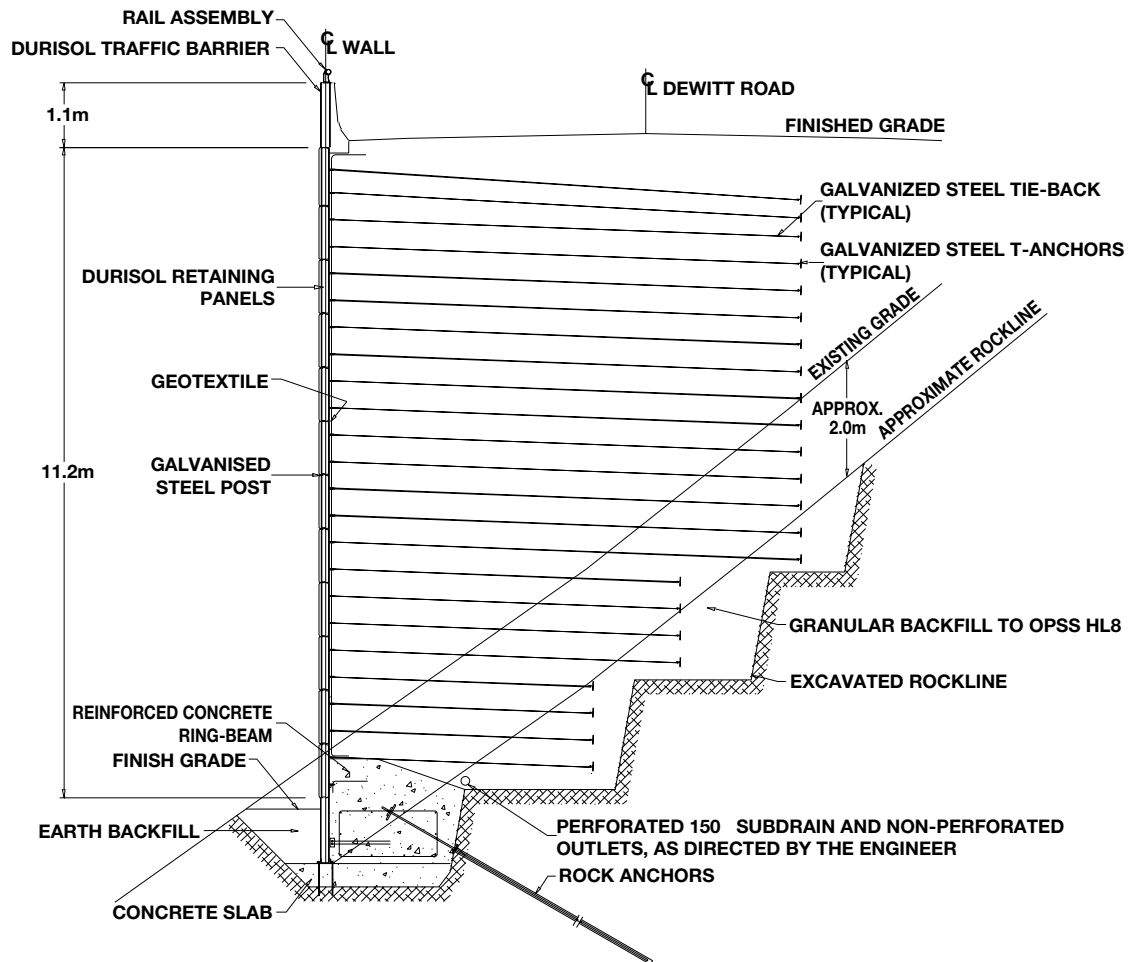 RAIL ASSEMBLY
℄ WALL
DURISOL TRAFFIC BARRIER
℄ DEWITT ROAD
1.1m
FINISHED GRADE
GALVANIZED STEEL TIE-BACK
(TYPICAL)
GALVANIZED STEEL T-ANCHORS
(TYPICAL)
DURISOL RETAINING
PANELS
EXISTING GRADE
APPROXIMATE ROCKLINE
GEOTEXTILE
APPROX.
2.0m
11.2m
GALVANISED
STEEL POST
GRANULAR BACKFILL TO OPSS HL8
EXCAVATED ROCKLINE
REINFORCED CONCRETE
RING-BEAM
FINISH GRADE
EARTH BACKFILL
PERFORATED 150 SUBDRAIN AND NON-PERFORATED
OUTLETS, AS DIRECTED BY THE ENGINEER
ROCK ANCHORS
CONCRETE SLAB